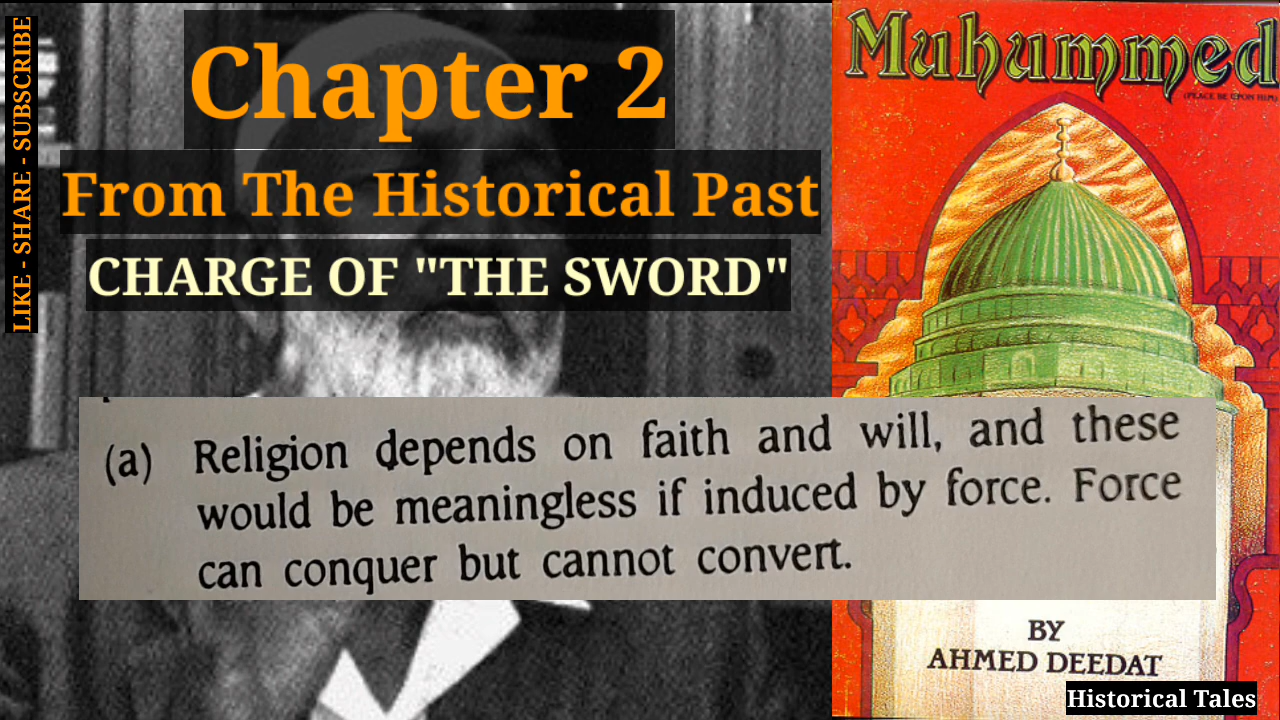 LIKE - SHARE - SUBSCRIBE
Chapter 2
From The Historical Past
CHARGE OF "THE SWORD"
Muhummed
(PEACE BE UPON HIM)
(a) Religion depends on faith and will, and these
would be meaningless if induced by force. Force
can conquer but cannot convert.
BY
AHMED DEEDAT
Historical Tales